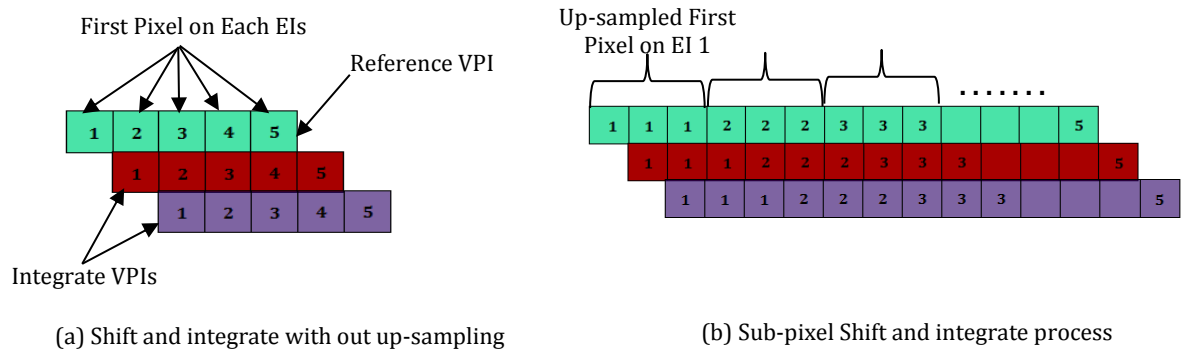 First Pixel on Each EIs
Reference VPI
1 2 3 4 5
1 2 3 4 5
1 2 3 4 5
Integrate VPIs
(a) Shift and integrate with out up-sampling
Up-sampled First
Pixel on EI 1
.......
1 1 1 2 2 2 3 3 3 5
1 1 1 2 2 2 3 3 3 5
1 1 1 2 2 2 3 3 3 5
(b) Sub-pixel Shift and integrate process